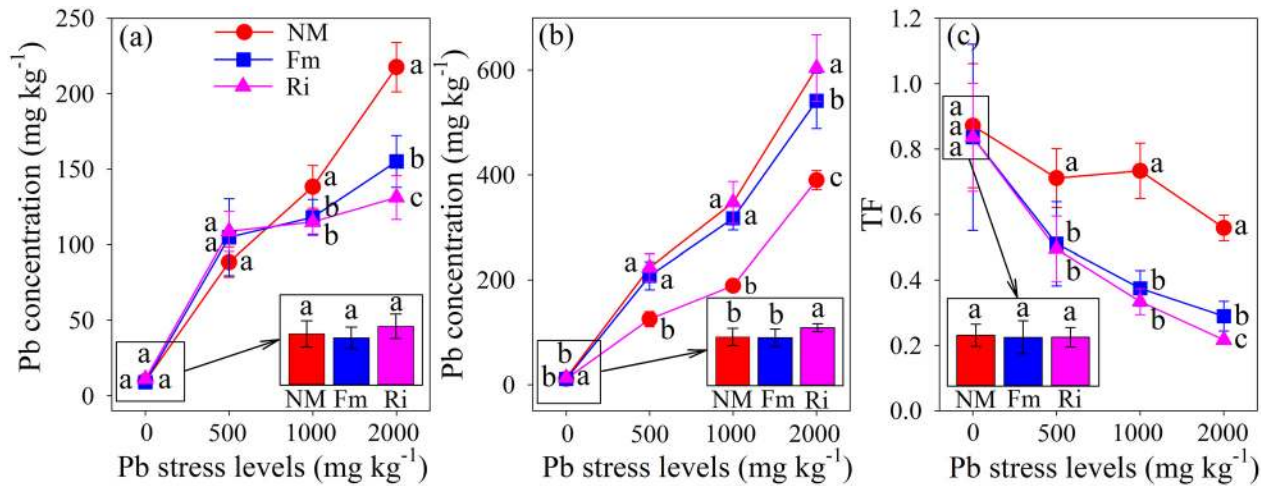 (a)
NM
Fm
Ri
Pb concentration (mg kg⁻¹)
250
200
150
100
50
0
a
b
c
a
b
b
a
a
a
a
a
a
a
a
a
NM Fm Ri
0 500 1000 2000
Pb stress levels (mg kg⁻¹)
(b)
Pb concentration (mg kg⁻¹)
600
400
200
0
a
b
c
a
a
b
a
a
b
b
b
a
b
b
a
NM Fm Ri
0 500 1000 2000
Pb stress levels (mg kg⁻¹)
(c)
TF
1.2
1.0
0.8
0.6
0.4
0.2
0.0
a
a
a
a
a
a
b
b
b
b
b
c
a
a
a
NM Fm Ri
0 500 1000 2000
Pb stress levels (mg kg⁻¹)